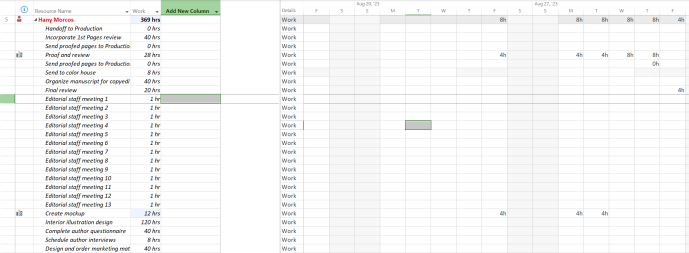 Aug 20, '23 Aug 27, '23
Resource Name Work Add New Column Details F S S M T W T F S S M T W T F
5 Hany Morcos 369 hrs Work 8h 8h 8h 8h 8h 4h
Handoff to Production 0 hrs Work
Incorporate 1st Pages review 40 hrs Work
Send proofed pages to Productio 0 hrs Work
Proof and review 28 hrs Work 4h 4h 4h 8h 8h
Send proofed pages to Productio 0 hrs Work 0h
Send to color house 8 hrs Work
Organize manuscript for copyedi 40 hrs Work
Final review 20 hrs Work 4h
Editorial staff meeting 1 1 hr Work
Editorial staff meeting 2 1 hr Work
Editorial staff meeting 3 1 hr Work
Editorial staff meeting 4 1 hr Work
Editorial staff meeting 5 1 hr Work
Editorial staff meeting 6 1 hr Work
Editorial staff meeting 7 1 hr Work
Editorial staff meeting 8 1 hr Work
Editorial staff meeting 9 1 hr Work
Editorial staff meeting 10 1 hr Work
Editorial staff meeting 11 1 hr Work
Editorial staff meeting 12 1 hr Work
Editorial staff meeting 13 1 hr Work
Create mockup 12 hrs Work 4h 4h 4h
Interior illustration design 120 hrs Work
Complete author questionnaire 40 hrs Work
Schedule author interviews 8 hrs Work
Design and order marketing mat 40 hrs Work